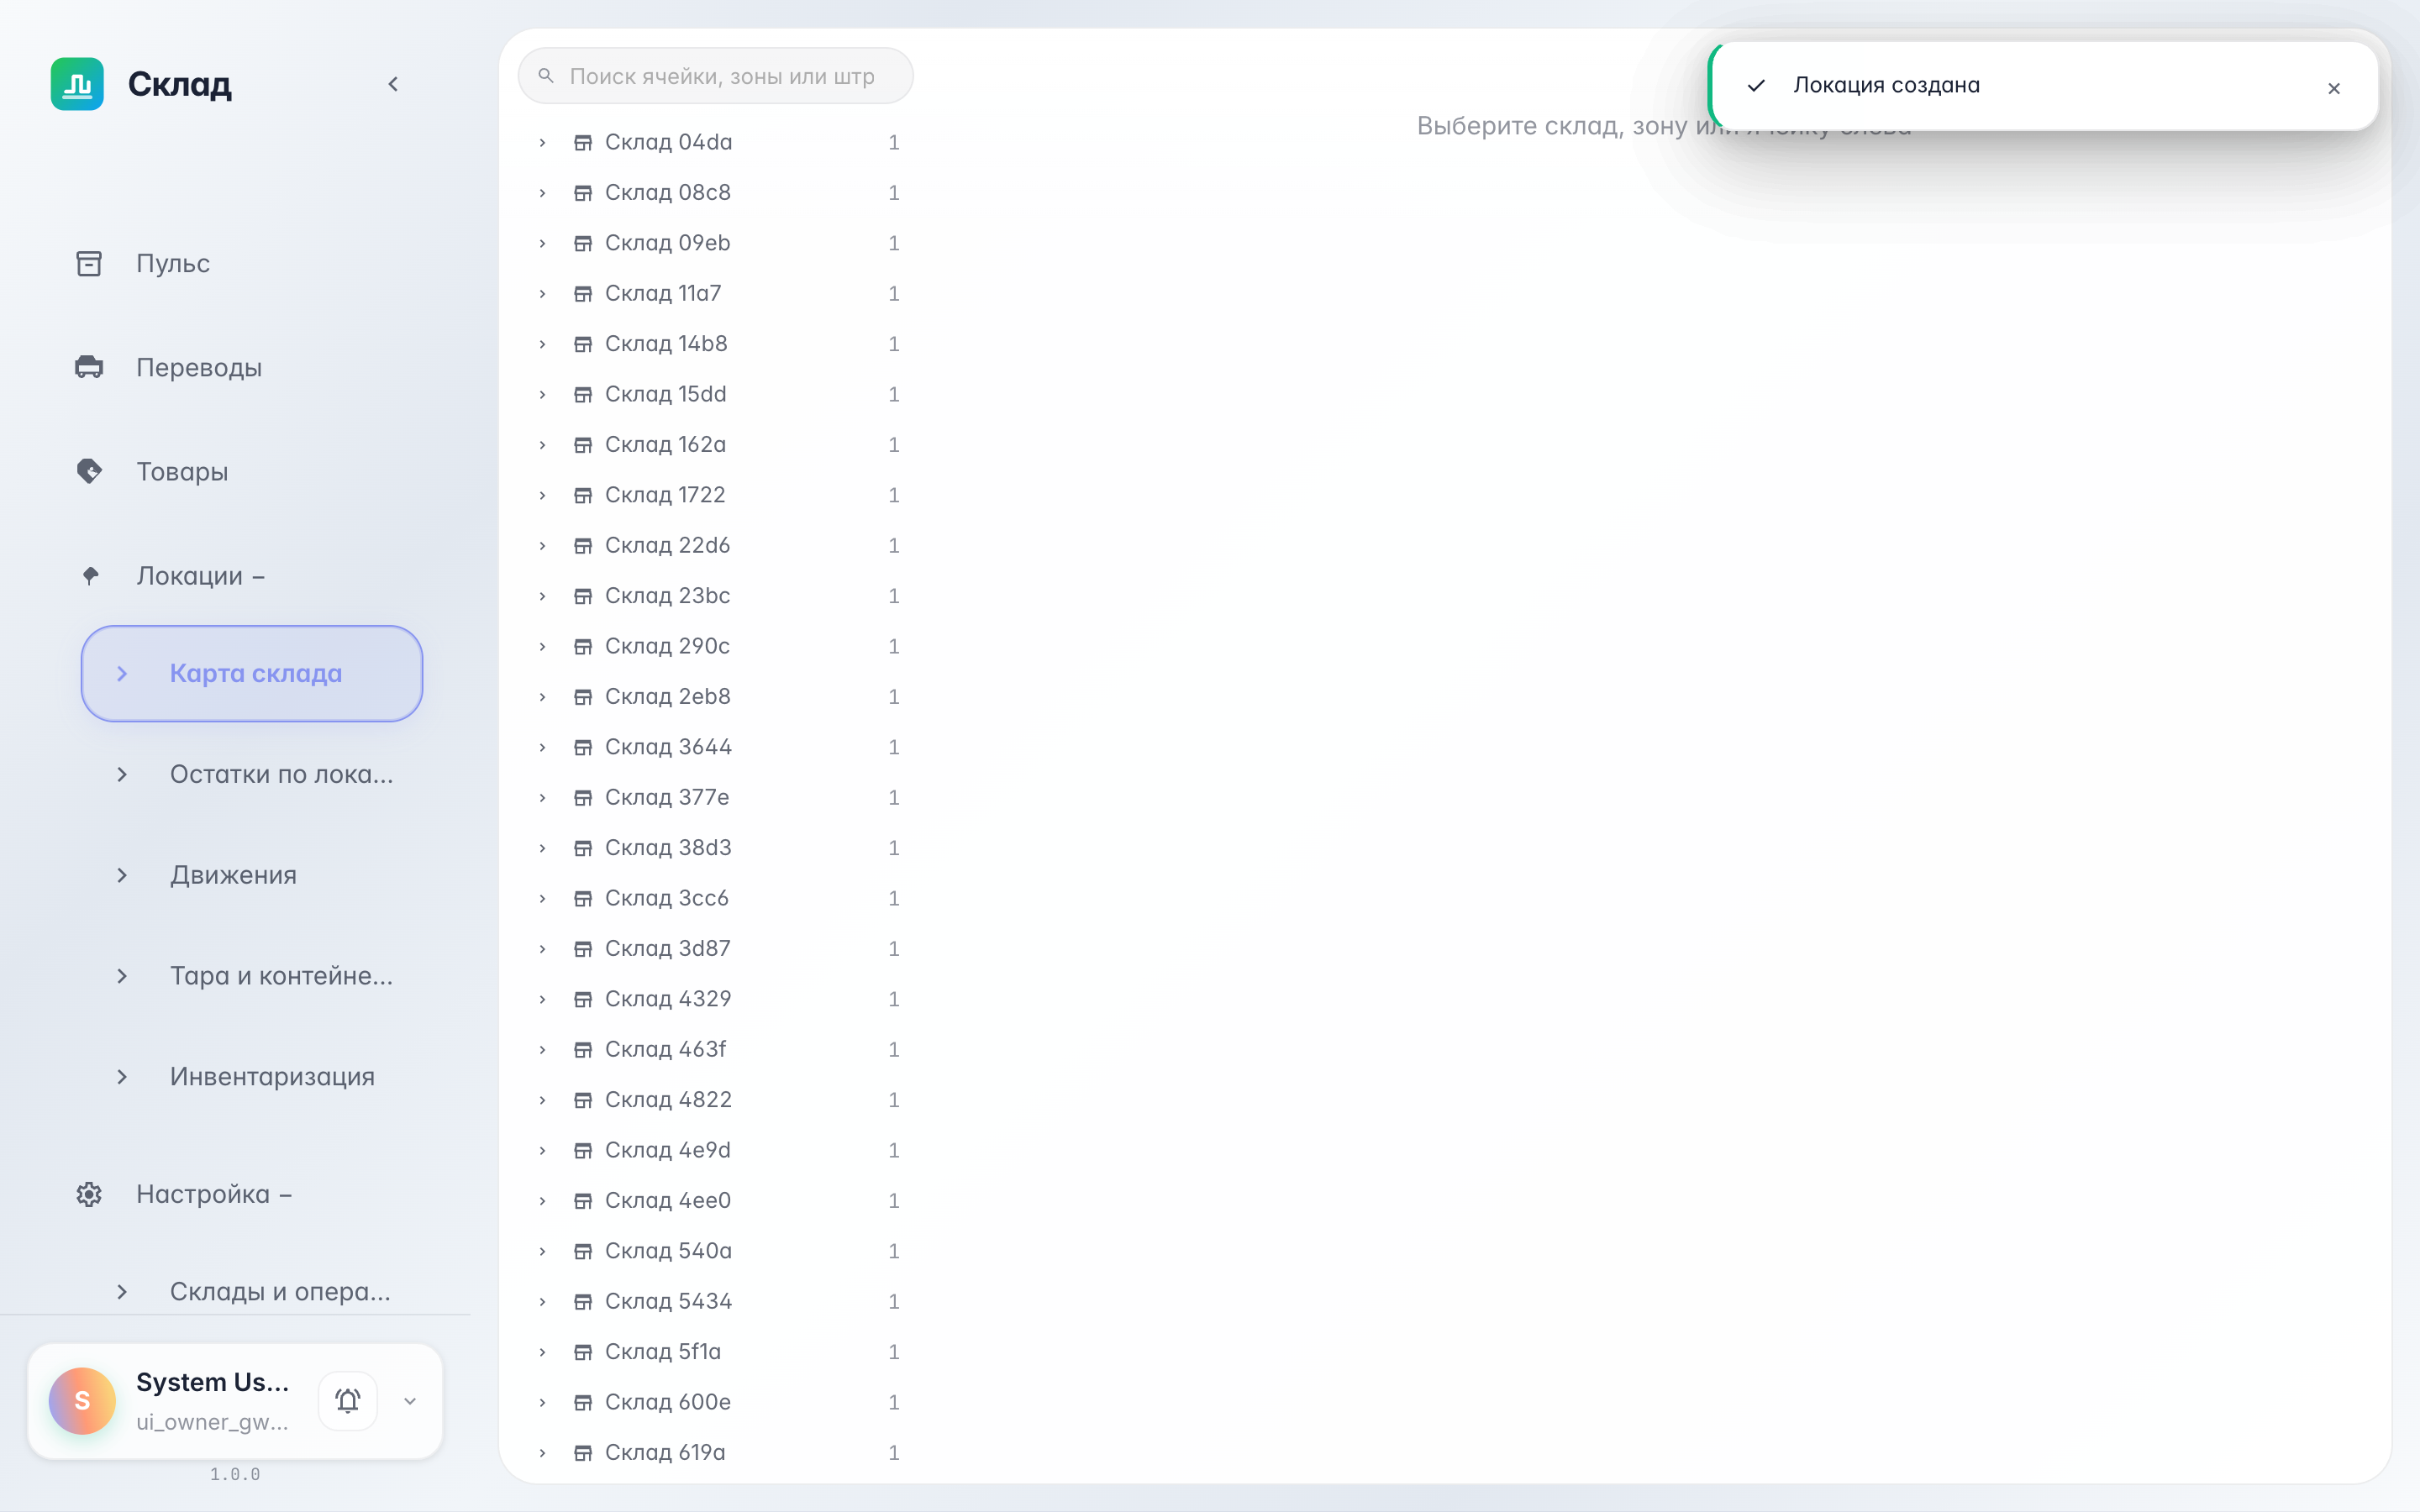 Склад
Пульс
Переводы
Товары
Локации –
Карта склада
Остатки по лока...
Движения
Тара и контейне...
Инвентаризация
Настройка –
Склады и опера...
S
System Us...
ui_owner_gw...
1.0.0
Поиск ячейки, зоны или штр
Склад 04da 1
Склад 08c8 1
Склад 09eb 1
Склад 11a7 1
Склад 14b8 1
Склад 15dd 1
Склад 162a 1
Склад 1722 1
Склад 22d6 1
Склад 23bc 1
Склад 290c 1
Склад 2eb8 1
Склад 3644 1
Склад 377e 1
Склад 38d3 1
Склад 3cc6 1
Склад 3d87 1
Склад 4329 1
Склад 463f 1
Склад 4822 1
Склад 4e9d 1
Склад 4ee0 1
Склад 540a 1
Склад 5434 1
Склад 5f1a 1
Склад 600e 1
Склад 619a 1
Локация создана
Выберите склад, зону или ячейку слева